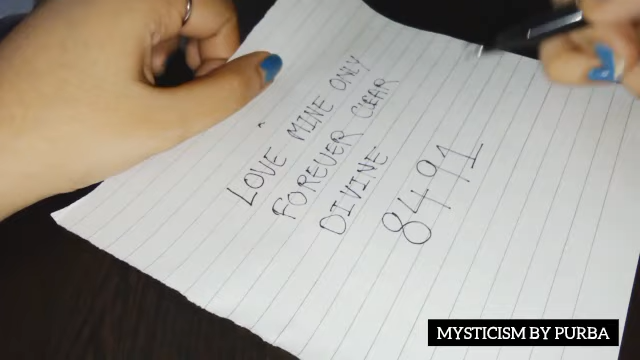 LOVE MINE ONLY
FOREVER CLEAR
DIVINE
8491
MYSTICISM BY PURBA